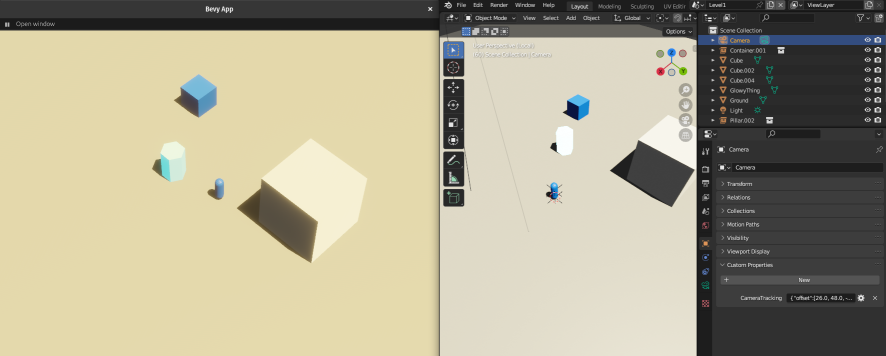 Bevy App
×
Open window
File Edit Render Window Help
Layout Modeling Sculpting UV Editi
Level1
ViewLayer
Object Mode
View Select Add Object
Global
Options
User Perspective (Local)
Scene Collection | Camera
Z
X
Y
Scene Collection
Camera
Container.001
Cube
Cube.002
Cube.004
GlowyThing
Ground
Light
Pillar.002
Camera
Camera
Transform
Relations
Collections
Motion Paths
Visibility
Viewport Display
Custom Properties
+ New
CameraTracking {"offset":[26.0, 48.0, -...